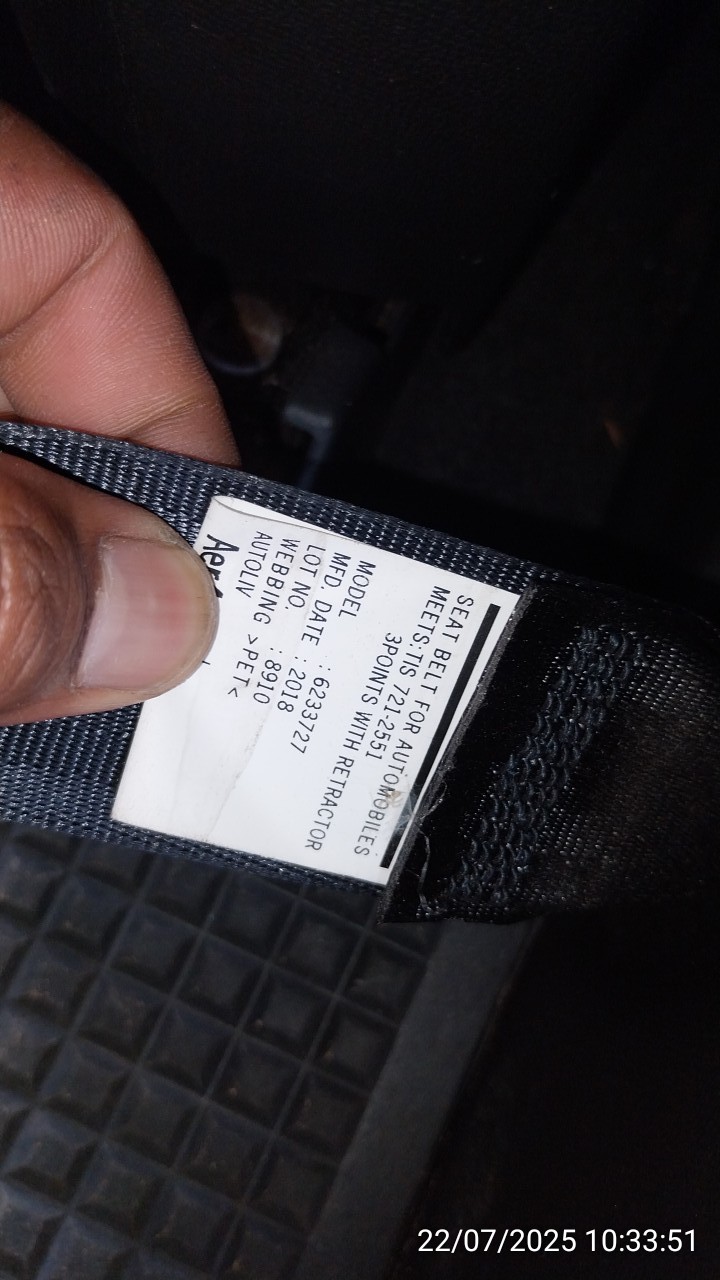 SEAT BELT FOR AUTOMOBILES
MEETS:TIS 721-2551
3POINTS WITH RETRACTOR
MODEL : 6233727
MFD. DATE : 2018
LOT NO. : 8910
WEBBING >PET<
AUTOLIV
22/07/2025 10:33:51